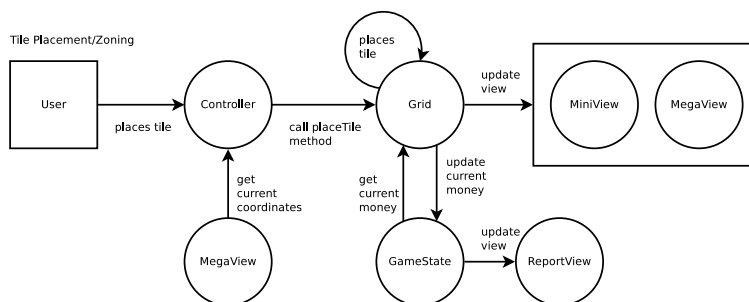 Tile Placement/Zoning
User
places tile
Controller
call placeTile
method
places
tile
Grid
update
view
MiniView
MegaView
get
current
coordinates
MegaView
get
current
money
update
current
money
GameState
update
view
ReportView